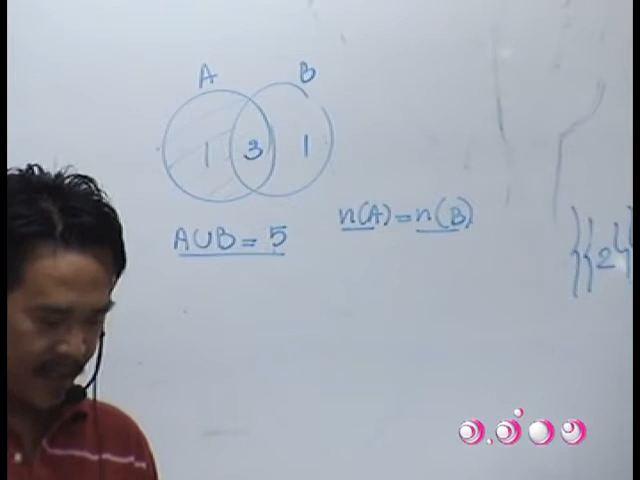 A B
1 3 1
n(A) = n(B)
A∪B = 5